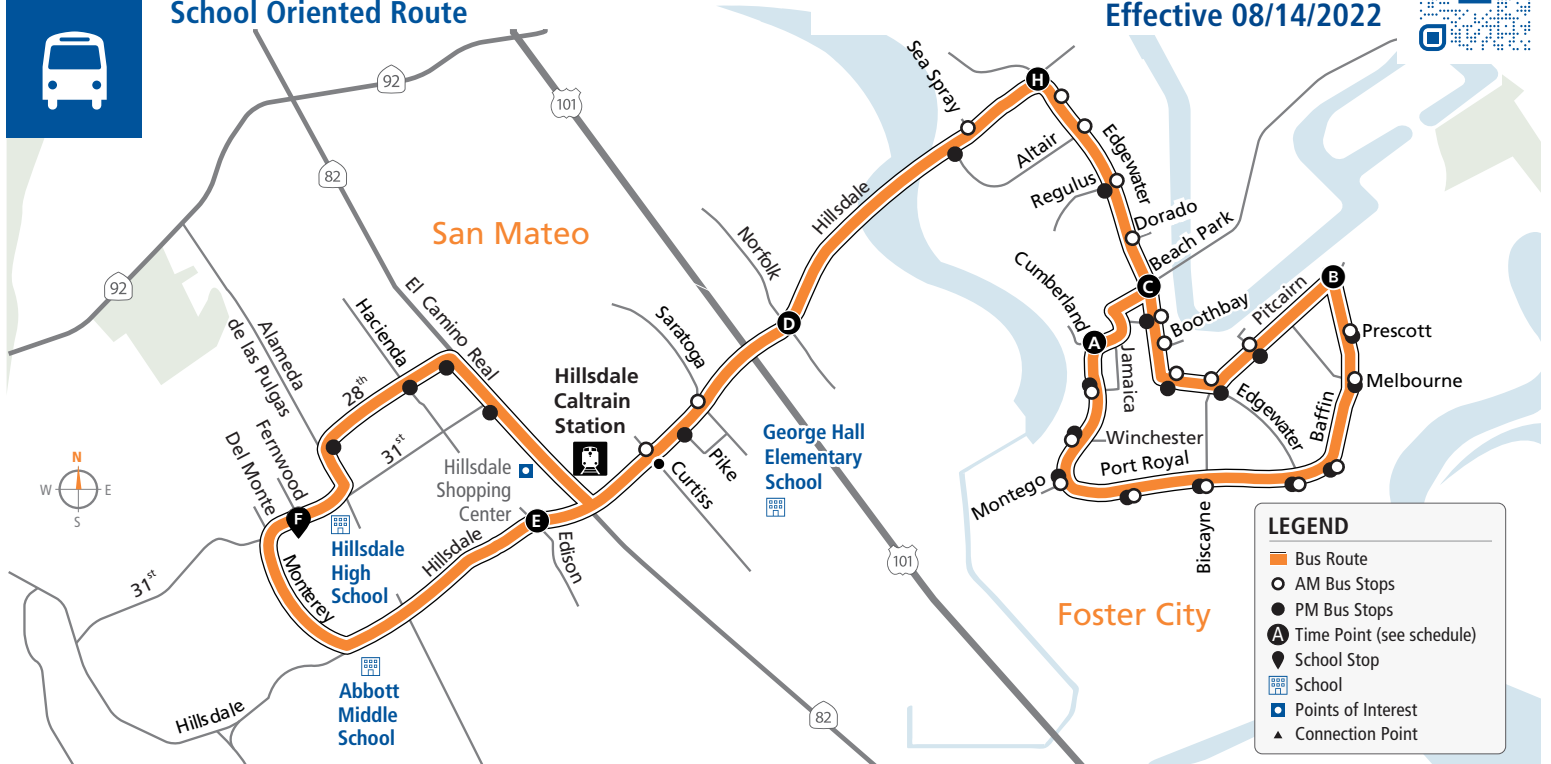 School Oriented Route
Effective 08/14/2022
92
101
82
San Mateo
92
Sea Spray
H
Altair
Edgewater
Regulus
Dorado
Beach Park
Hillsdale
Norfolk
Cumberland
C
B
Boothbay
Pitcairn
Prescott
Melbourne
A
Jamaica
Edgewater
Baffin
Winchester
Port Royal
Montego
Biscayne
El Camino Real
Hacienda
Saratoga
D
Alameda
de las Pulgas
28th
31st
Fernwood
Del Monte
Hillsdale
Caltrain
Station
Hillsdale
Shopping
Center
Pike
Curtiss
George Hall
Elementary
School
N
W
E
S
F
E
Hillsdale
High
School
Hillsdale
Edison
101
31st
Monterey
Foster City
Abbott
Middle
School
Hillsdale
82
LEGEND
Bus Route
AM Bus Stops
PM Bus Stops
A Time Point (see schedule)
School Stop
School
Points of Interest
Connection Point